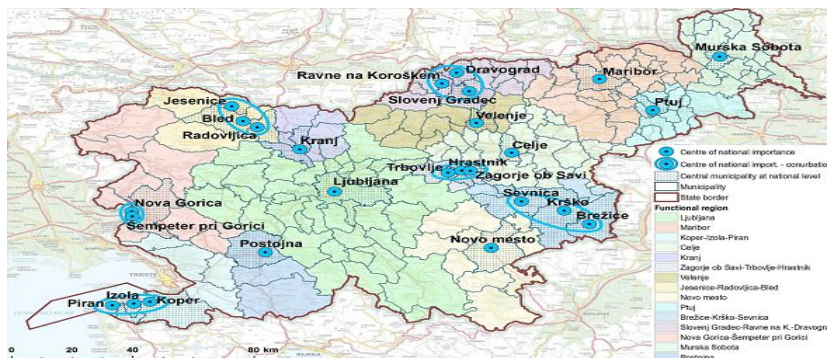 Murska Sobota
Dravograd
Ravne na Koroškem
Maribor
Slovenj Gradec
Jesenice
Bled
Radovljica
Velenje
Ptuj
Kranj
Celje
Hrastnik
Trbovlje
Zagorje ob Savi
Ljubljana
Sevnica
Krško
Brežice
Nova Gorica
Šempeter pri Gorici
Postojna
Novo mesto
TRIESTE
Izola
Piran
Koper
0 20 40 60 80 km
Centre of national importance
Centre of national import. - conurbation
Central municipality at national level
Municipality
State border
Functional region
Ljubljana
Maribor
Koper-Izola-Piran
Celje
Kranj
Zagorje ob Savi-Trbovlje-Hrastnik
Velenje
Jesenice-Radovljica-Bled
Novo mesto
Ptuj
Brežice-Krško-Sevnica
Slovenj Gradec-Ravne na K.-Dravograd
Nova Gorica-Šempeter pri Gorici
Murska Sobota
Postojna